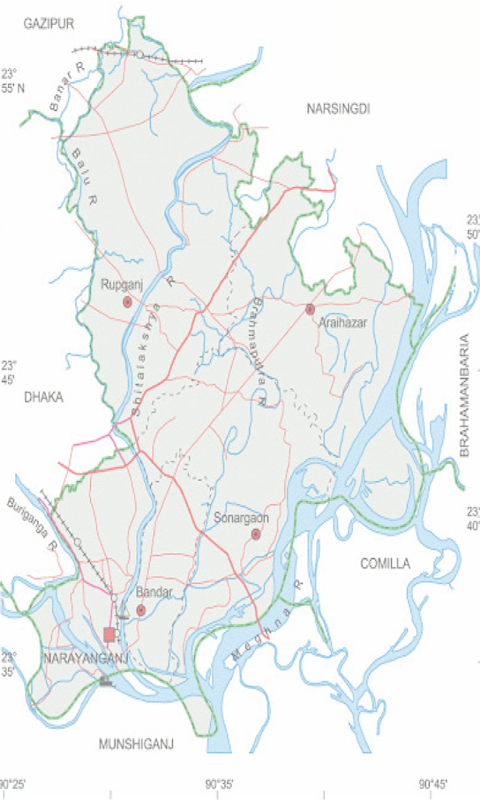 GAZIPUR
23°
55' N
Banar R
NARSINGDI
Balu R
23°
50'
Rupganj
Shitalakshya R
Brahmaputra R
Araihazar
23°
45'
DHAKA
BRAHAMANBARIA
Buriganga R
Sonargaon
23°
40'
COMILLA
Bandar
Meghna R
23°
35'
NARAYANGANJ
MUNSHIGANJ
90°25'
90°35'
90°45'